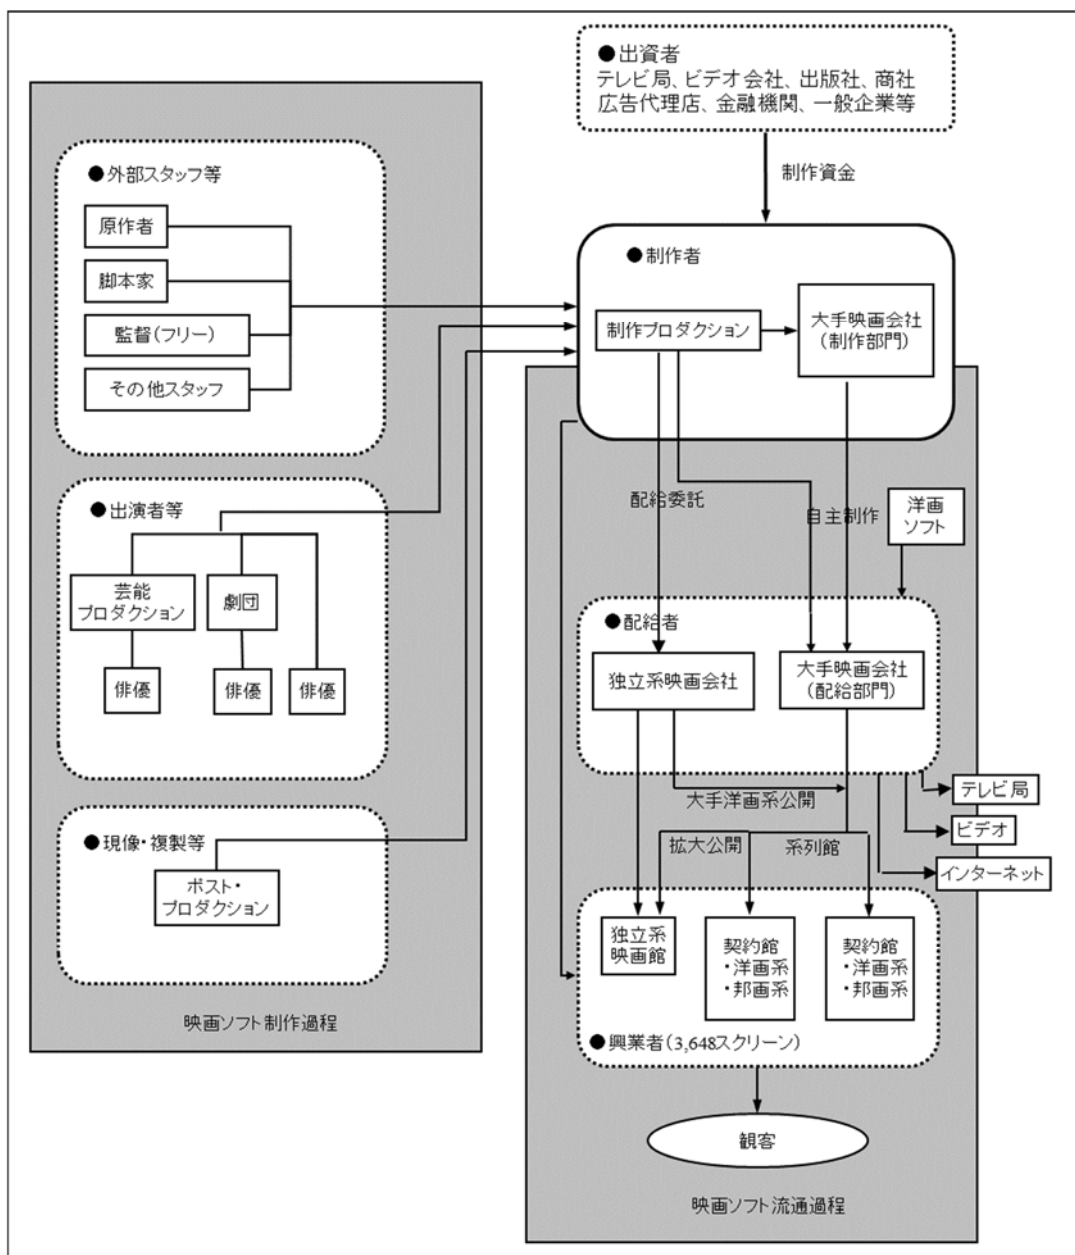 ●出資者
テレビ局、ビデオ会社、出版社、商社
広告代理店、金融機関、一般企業等
制作資金
●外部スタッフ等
原作者
脚本家
監督（フリー）
その他スタッフ
●制作者
制作プロダクション
大手映画会社
（制作部門）
●出演者等
芸能
プロダクション
劇団
俳優
俳優
俳優
配給委託
自主制作
洋画
ソフト
●配給者
独立系映画会社
大手映画会社
（配給部門）
大手洋画系公開
テレビ局
ビデオ
インターネット
拡大公開
系列館
●現像・複製等
ポスト・
プロダクション
映画ソフト制作過程
独立系
映画館
契約館
・洋画系
・邦画系
契約館
・洋画系
・邦画系
●興業者（3,648スクリーン）
観客
映画ソフト流通過程